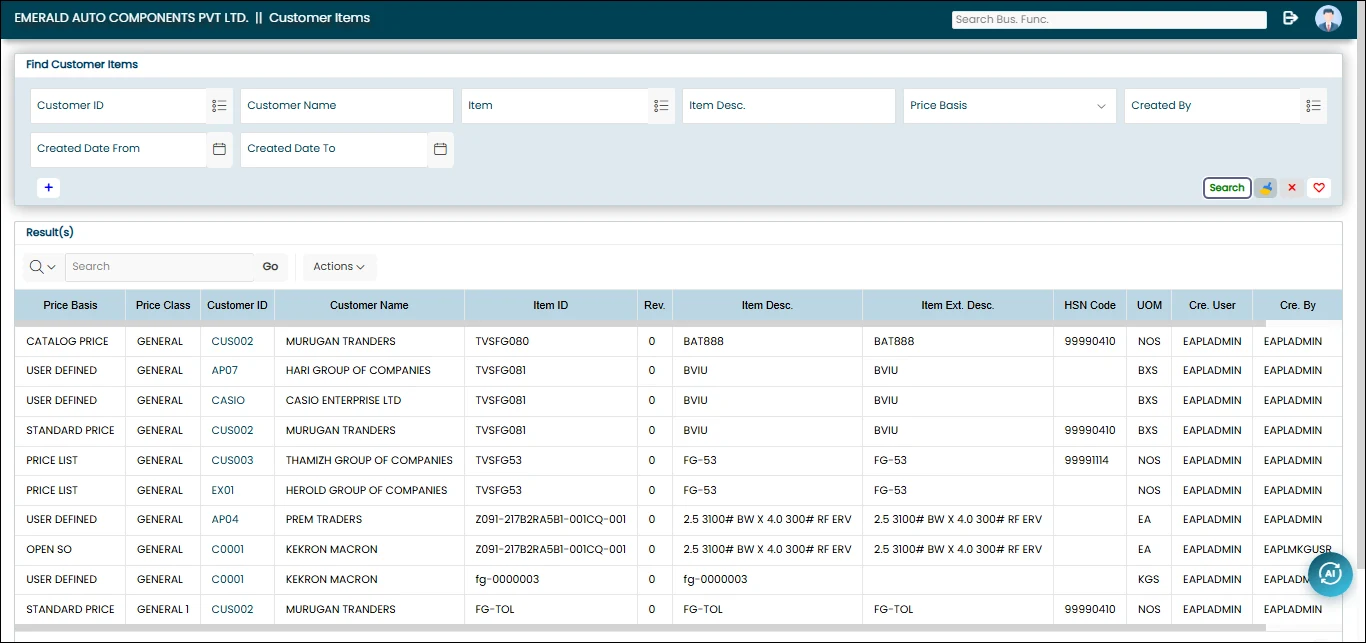 EMERALD AUTO COMPONENTS PVT LTD. || Customer Items
Search Bus. Func.
Find Customer Items
Customer ID Customer Name Item Item Desc. Price Basis Created By
Created Date From Created Date To
+ Search
Result(s)
Search Go Actions
Price Basis Price Class Customer ID Customer Name Item ID Rev. Item Desc. Item Ext. Desc. HSN Code UOM Cre. User Cre. By
CATALOG PRICE GENERAL CUS002 MURUGAN TRANDERS TVSFG080 0 BAT888 BAT888 99990410 NOS EAPLADMIN EAPLADMIN
USER DEFINED GENERAL AP07 HARI GROUP OF COMPANIES TVSFG081 0 BVIU BVIU BXS EAPLADMIN EAPLADMIN
USER DEFINED GENERAL CASIO CASIO ENTERPRISE LTD TVSFG081 0 BVIU BVIU BXS EAPLADMIN EAPLADMIN
STANDARD PRICE GENERAL CUS002 MURUGAN TRANDERS TVSFG081 0 BVIU BVIU 99990410 BXS EAPLADMIN EAPLADMIN
PRICE LIST GENERAL CUS003 THAMIZH GROUP OF COMPANIES TVSFG53 0 FG-53 FG-53 99991114 NOS EAPLADMIN EAPLADMIN
PRICE LIST GENERAL EX01 HEROLD GROUP OF COMPANIES TVSFG53 0 FG-53 FG-53 NOS EAPLADMIN EAPLADMIN
USER DEFINED GENERAL AP04 PREM TRADERS Z091-217B2RA5B1-001CQ-001 0 2.5 3100# BW X 4.0 300# RF ERV 2.5 3100# BW X 4.0 300# RF ERV EA EAPLADMIN EAPLADMIN
OPEN SO GENERAL C0001 KEKRON MACRON Z091-217B2RA5B1-001CQ-001 0 2.5 3100# BW X 4.0 300# RF ERV 2.5 3100# BW X 4.0 300# RF ERV EA EAPLADMIN EAPLMKGUSR
USER DEFINED GENERAL C0001 KEKRON MACRON fg-0000003 0 fg-0000003 KGS EAPLADMIN EAPLADM
AI
STANDARD PRICE GENERAL 1 CUS002 MURUGAN TRANDERS FG-TOL 0 FG-TOL FG-TOL 99990410 NOS EAPLADMIN EAPLADMIN